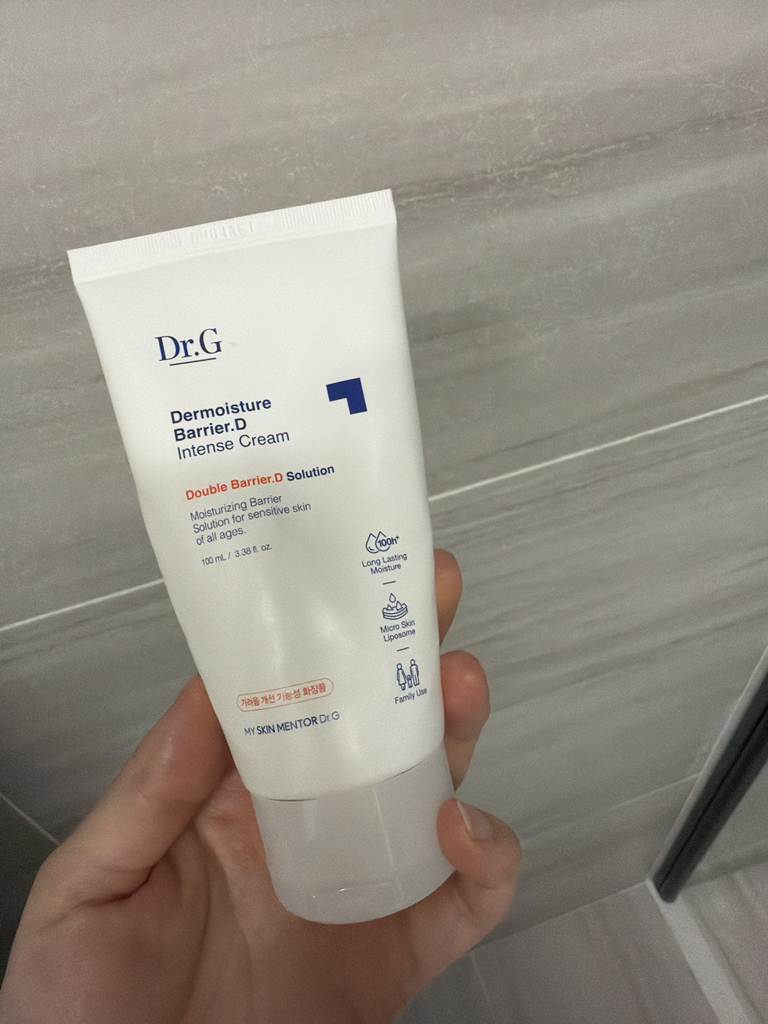 Dr.G
Dermoisture
Barrier.D
Intense Cream
Double Barrier.D Solution
Moisturizing Barrier
Solution for sensitive skin
of all ages.
100 mL / 3.38 fl. oz.
100h+
Long Lasting
Moisture
Micro Skin
Liposome
Family Use
가려움 개선 기능성 화장품
MY SKIN MENTOR Dr.G